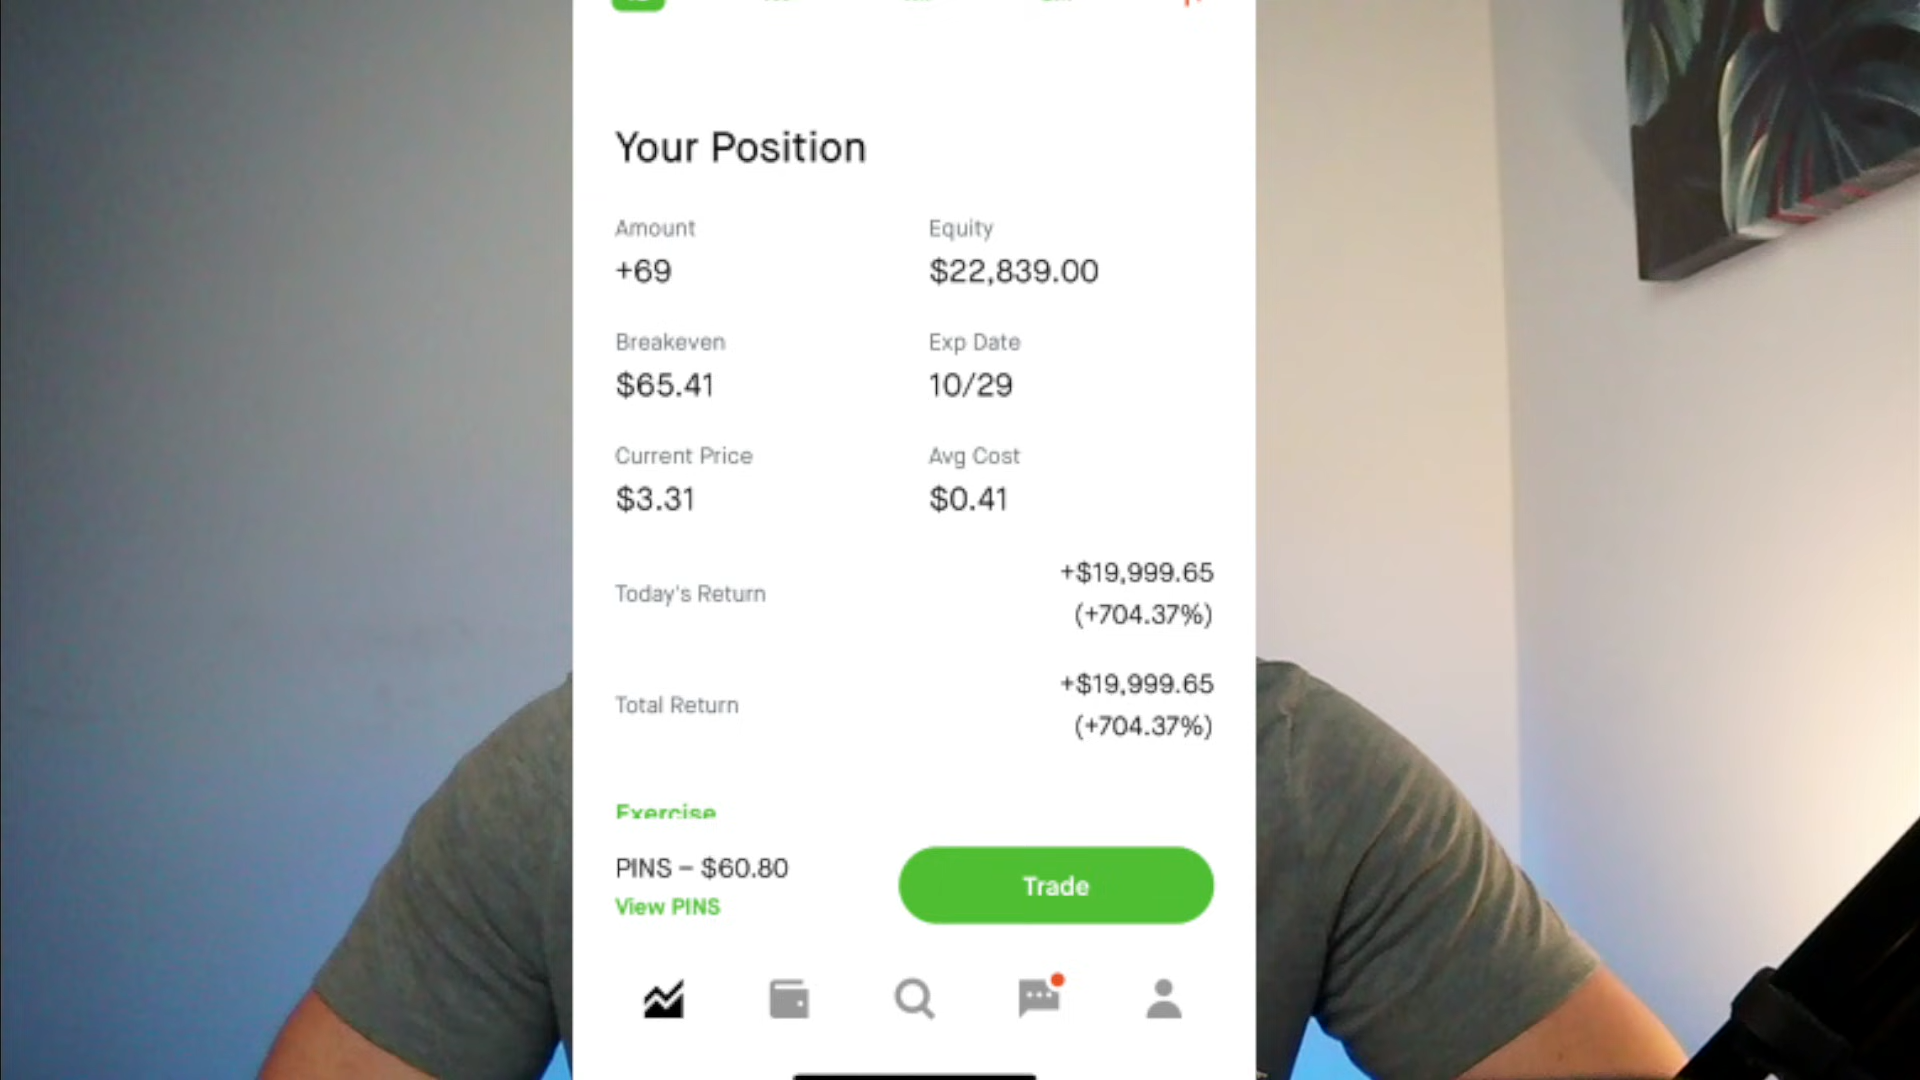 Your Position
Amount
Equity
+69
$22,839.00
Breakeven
Exp Date
$65.41
10/29
Current Price
Avg Cost
$3.31
$0.41
+$19,999.65
Today's Return
(+704.37%)
+$19,999.65
Total Return
(+704.37%)
Exercise
PINS – $60.80
Trade
View PINS